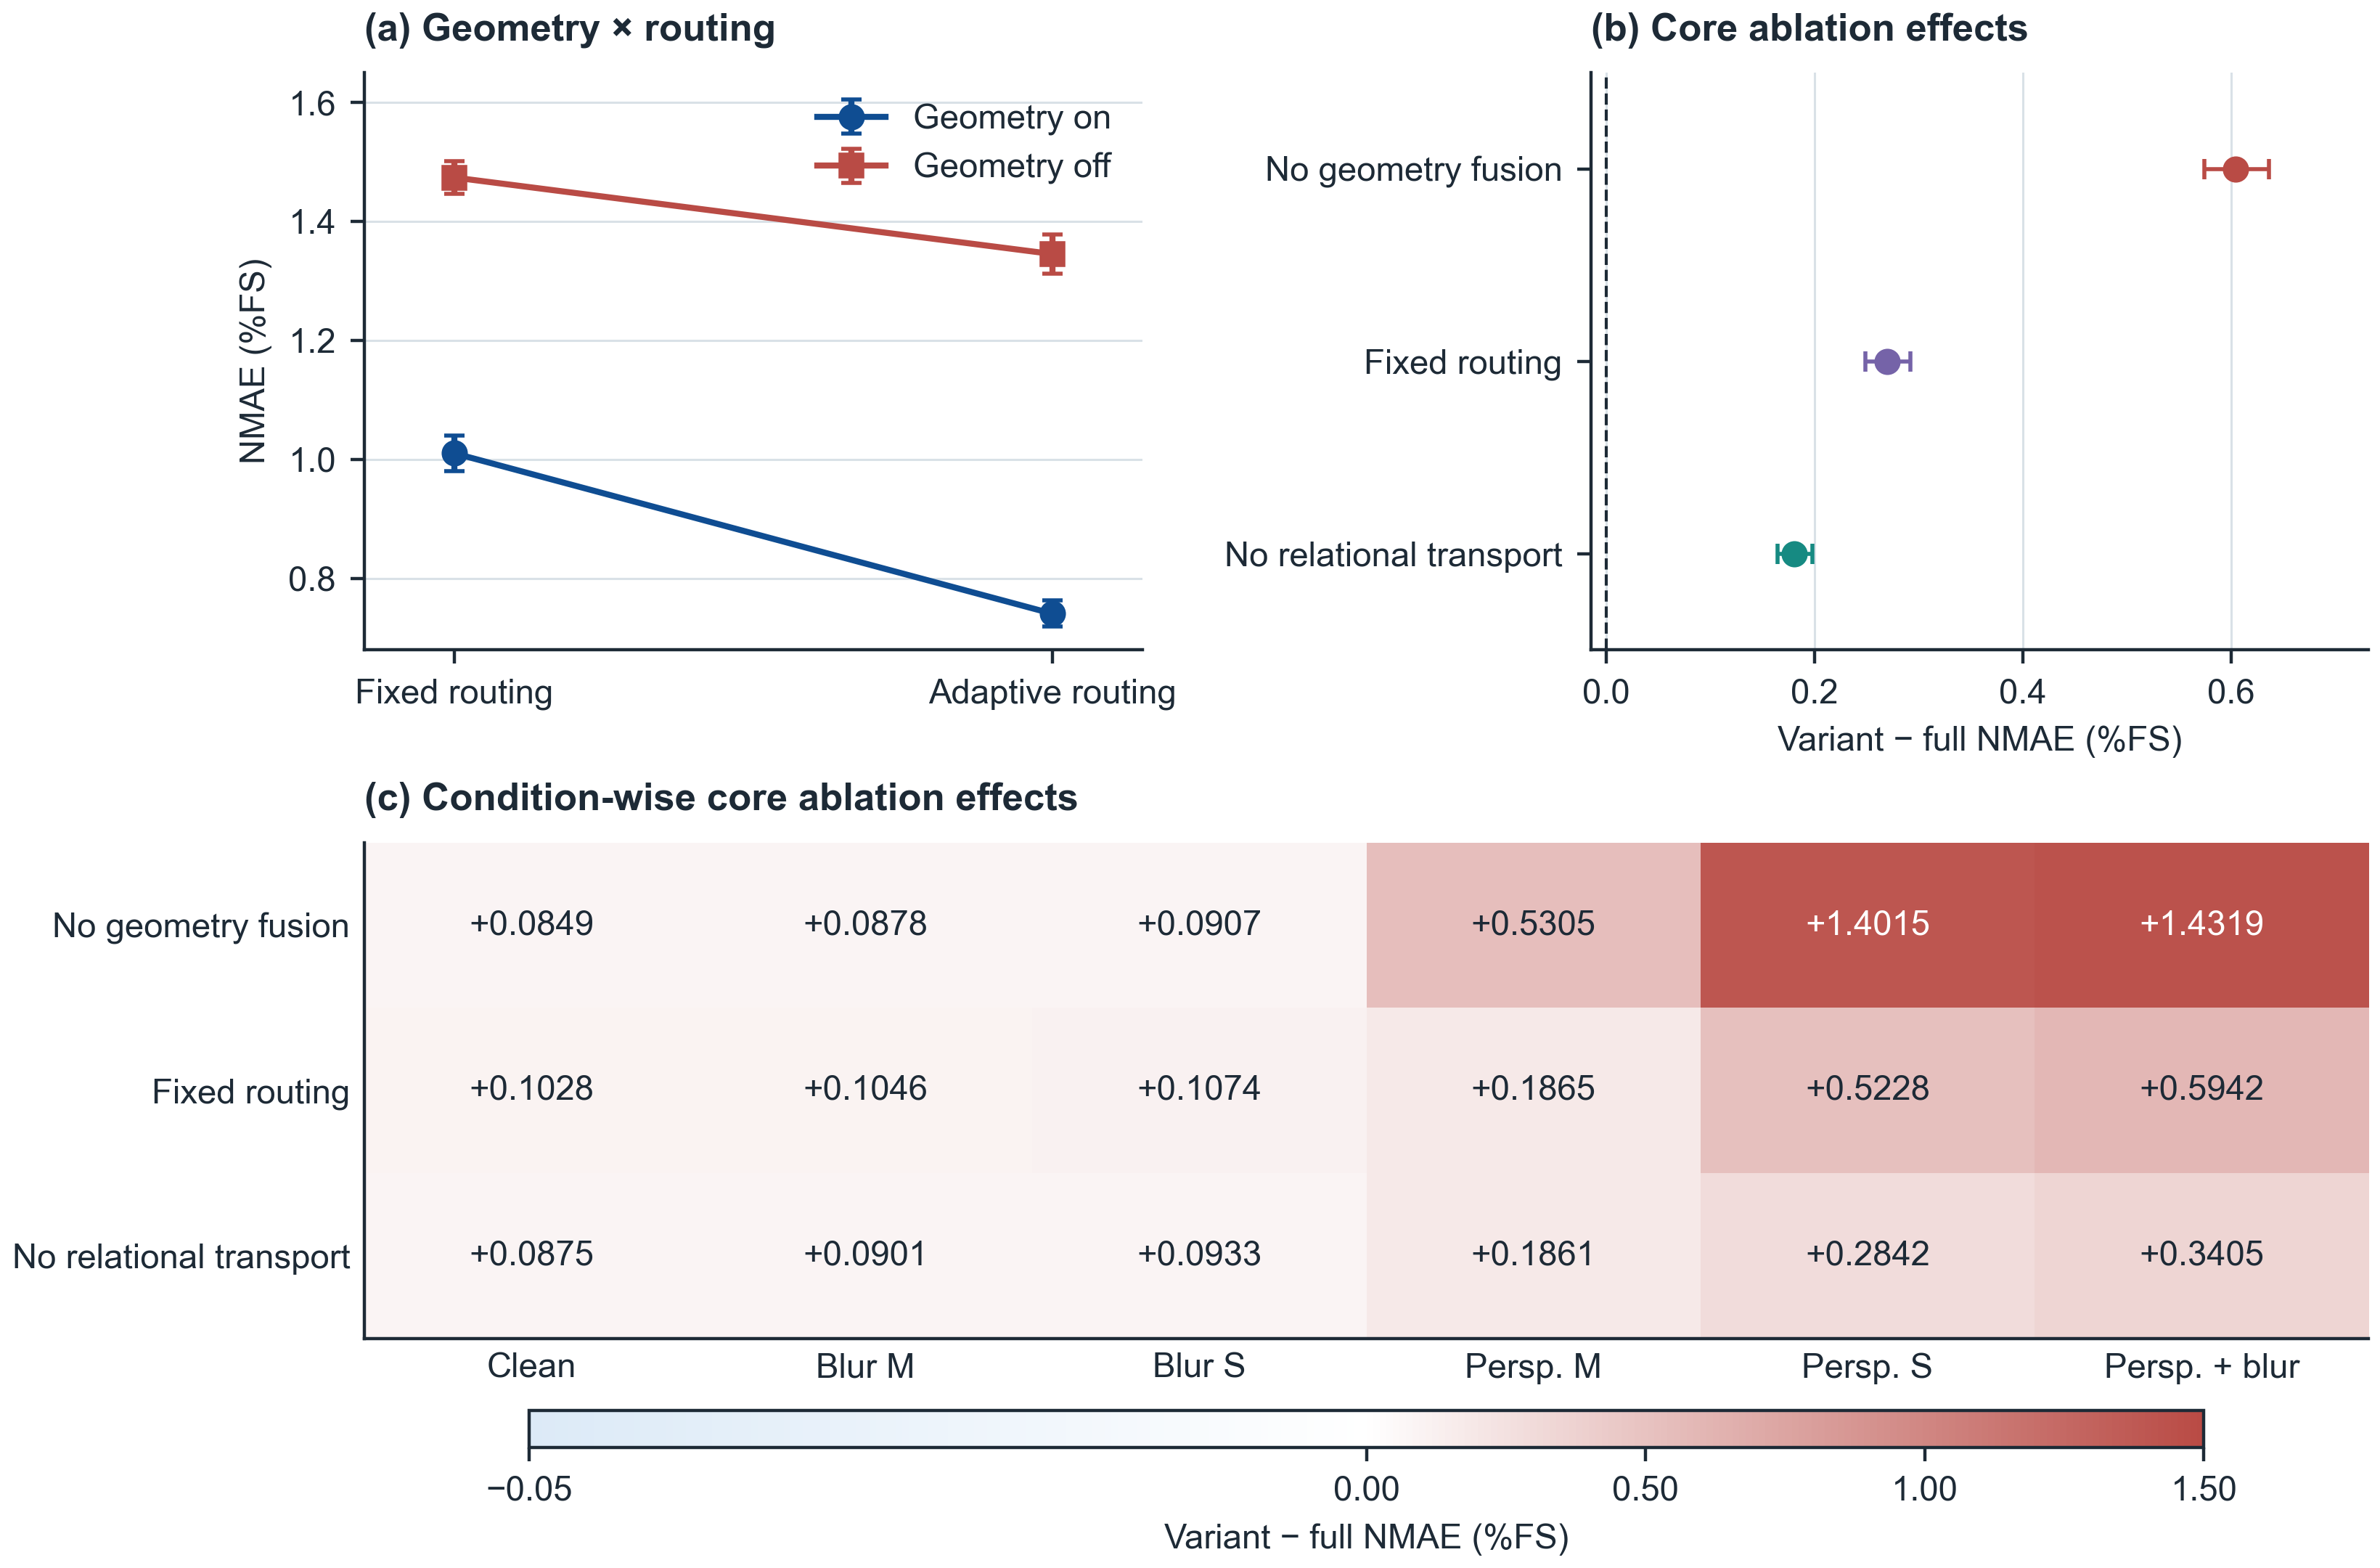 (a) Geometry × routing
NMAE (%FS)
1.6
1.4
1.2
1.0
0.8
Geometry on
Geometry off
Fixed routing
Adaptive routing
(b) Core ablation effects
No geometry fusion
Fixed routing
No relational transport
0.0
0.2
0.4
0.6
Variant − full NMAE (%FS)
(c) Condition-wise core ablation effects
No geometry fusion +0.0849 +0.0878 +0.0907 +0.5305 +1.4015 +1.4319
Fixed routing +0.1028 +0.1046 +0.1074 +0.1865 +0.5228 +0.5942
No relational transport +0.0875 +0.0901 +0.0933 +0.1861 +0.2842 +0.3405
Clean Blur M Blur S Persp. M Persp. S Persp. + blur
−0.05 0.00 0.50 1.00 1.50
Variant − full NMAE (%FS)